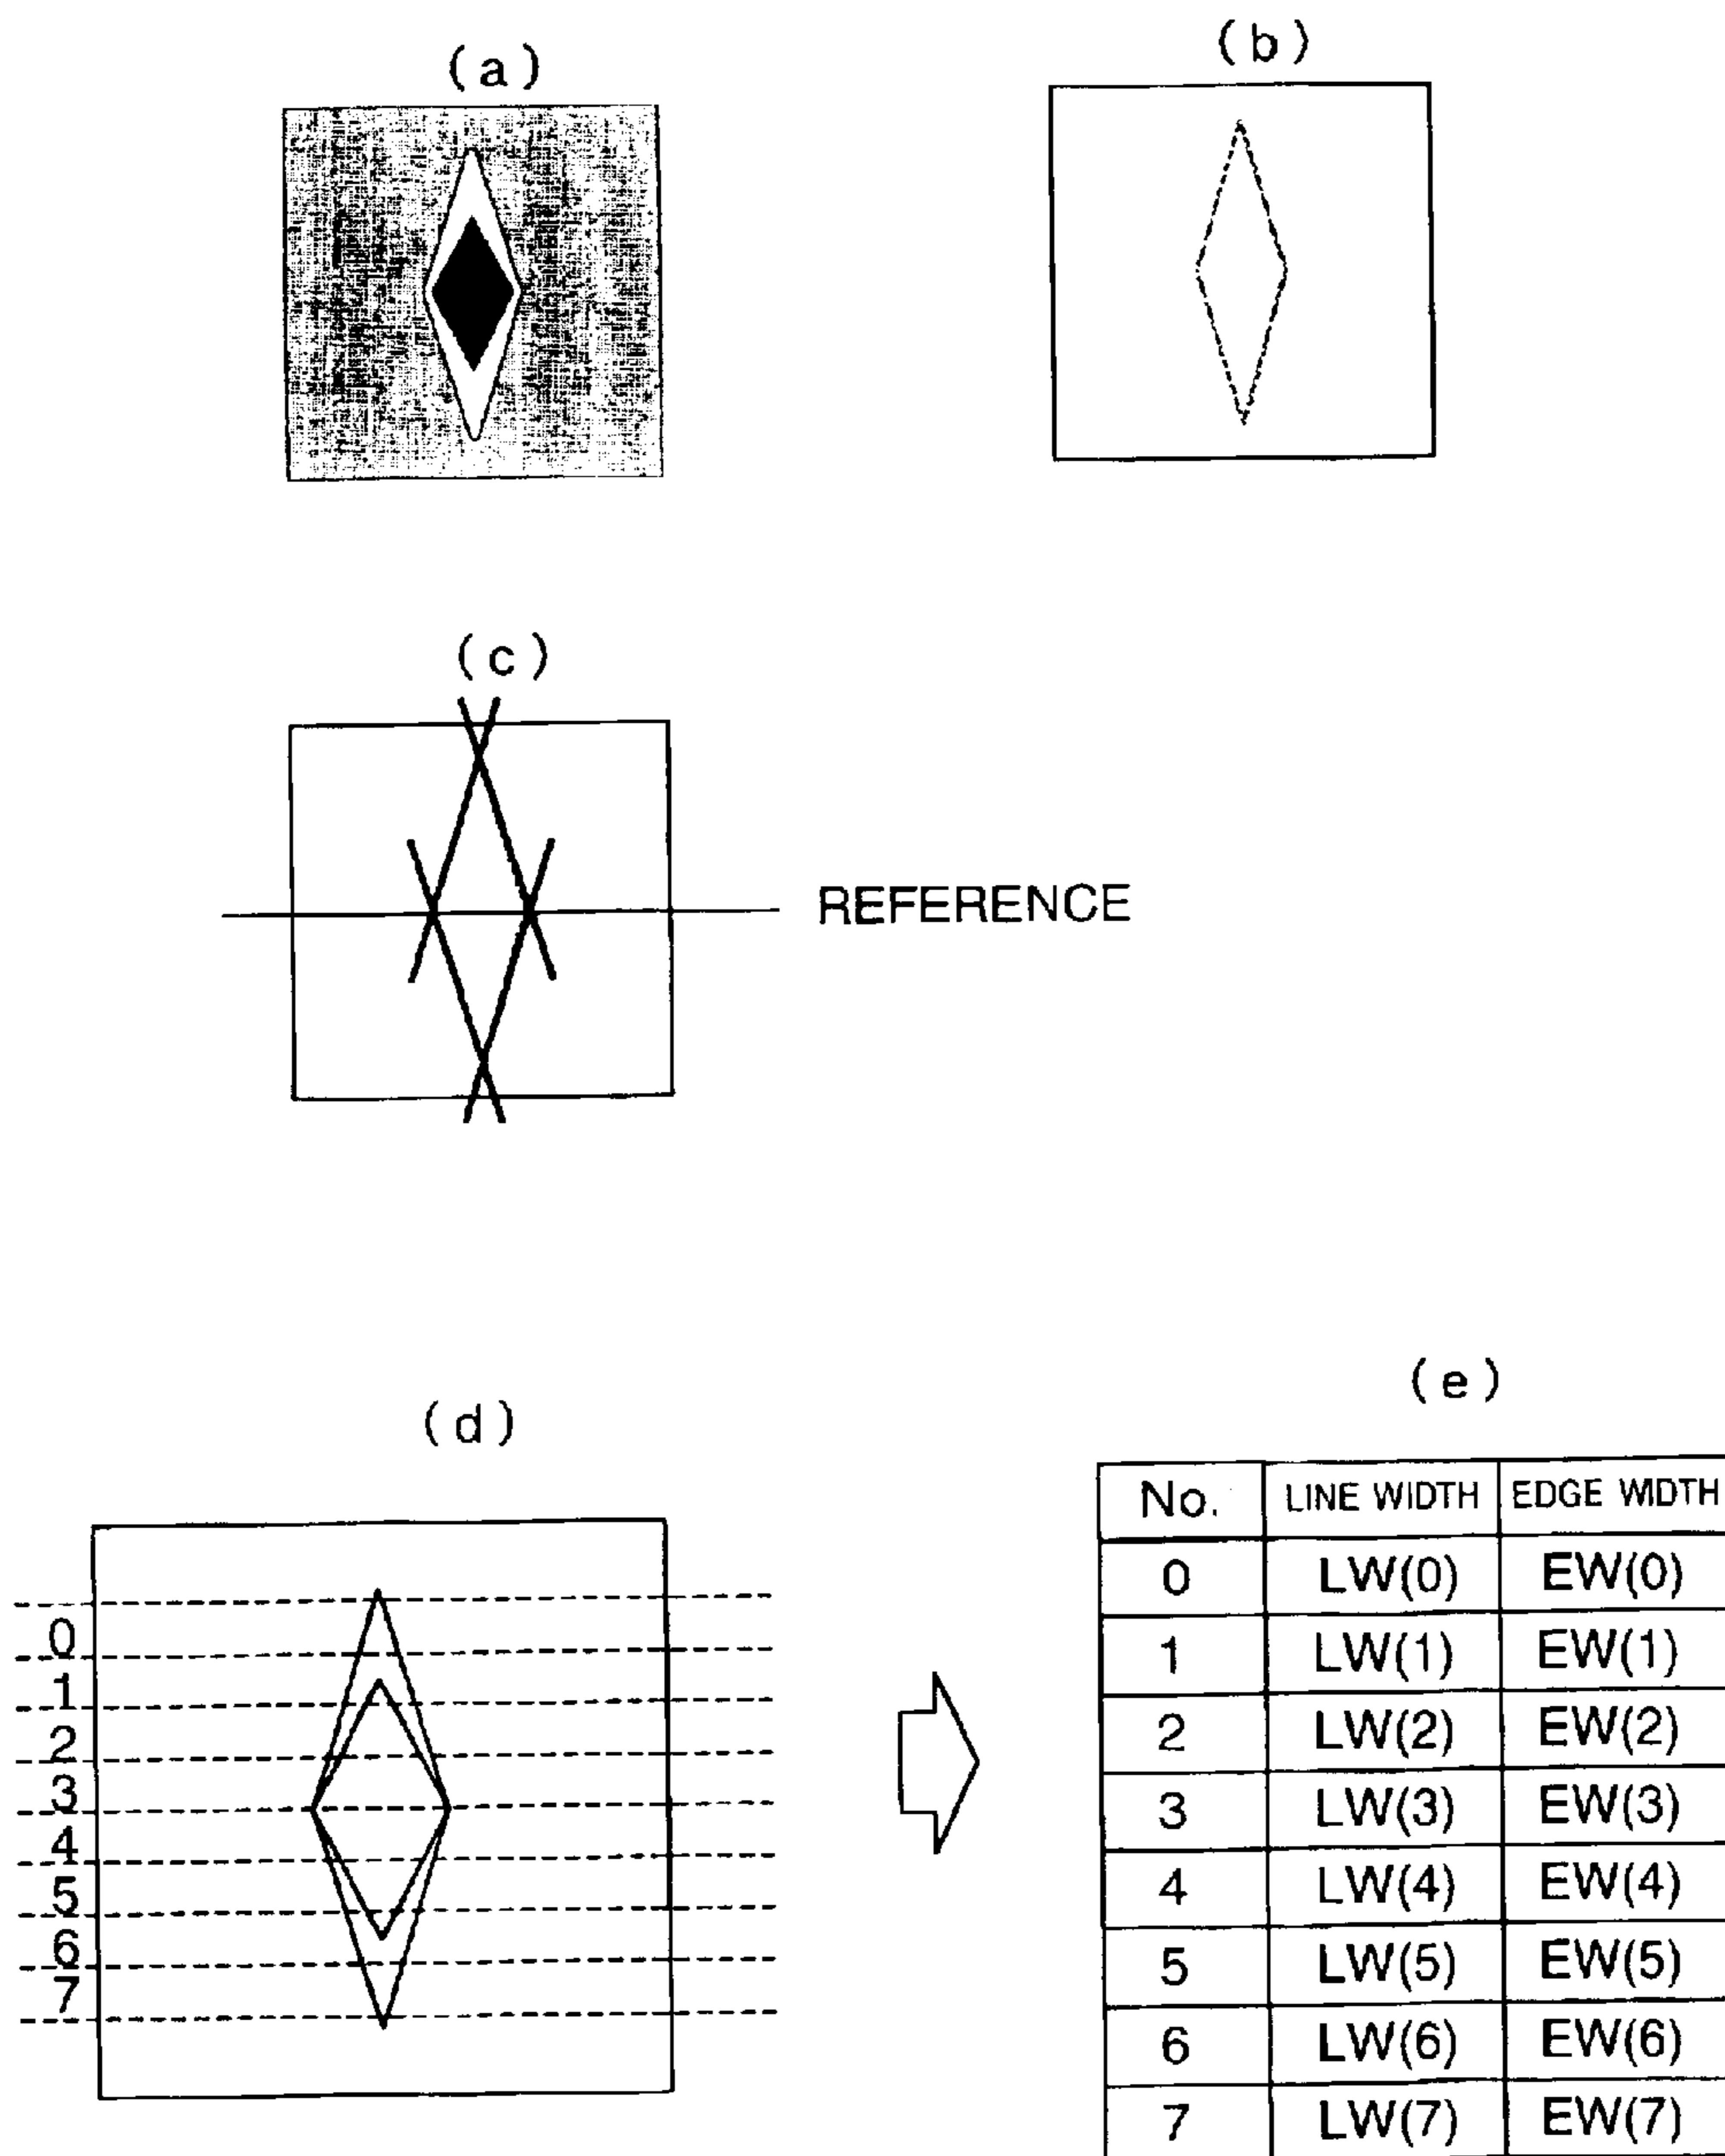 (a)
(b)
(c)
REFERENCE
(d)
0
1
2
3
4
5
6
7
(e)
No. LINE WIDTH EDGE WIDTH
0 LW(0) EW(0)
1 LW(1) EW(1)
2 LW(2) EW(2)
3 LW(3) EW(3)
4 LW(4) EW(4)
5 LW(5) EW(5)
6 LW(6) EW(6)
7 LW(7) EW(7)